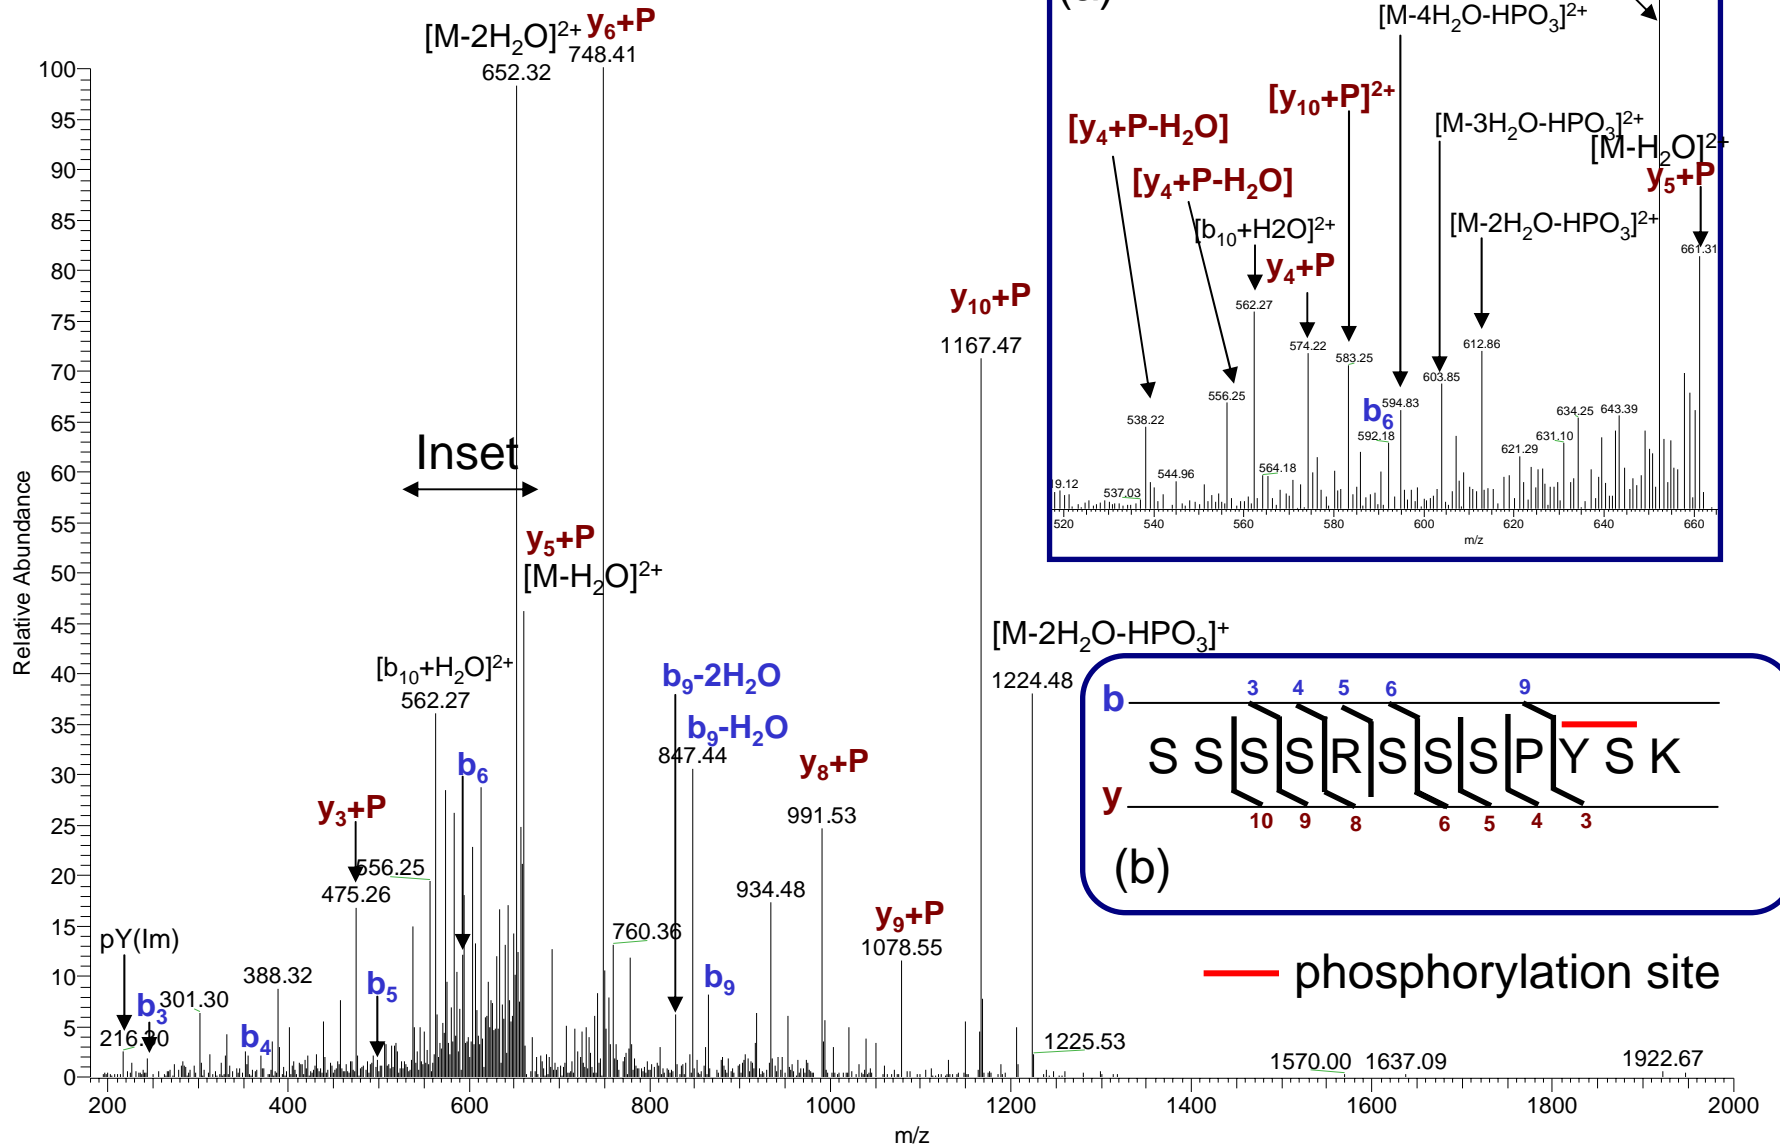 [M-2H₂O]²⁺ y₆+P
652.32 748.41
Relative Abundance
100
95
90
85
80
75
70
65
60
55
50
45
40
35
30
25
20
15
10
5
0
Inset
y₅+P
[M-H₂O]²⁺
[b₁₀+H₂O]²⁺
562.27
b₆
y₃+P
556.25
475.26
pY(Im)
216.20
b₃
301.30
b₄
388.32
b₅
b₉-2H₂O
b₉-H₂O
847.44
y₈+P
991.53
934.48
760.36
b₉
y₉+P
1078.55
y₁₀+P
1167.47
[M-2H₂O-HPO₃]⁺
1224.48
1225.53
1570.00 1637.09
1922.67
200 400 600 800 1000 1200 1400 1600 1800 2000
m/z
[M-4H₂O-HPO₃]²⁺
[y₁₀+P]²⁺
[y₄+P-H₂O]
[M-3H₂O-HPO₃]²⁺
[M-H₂O]²⁺
y₅+P
[y₄+P-H₂O]
[b₁₀+H2O]²⁺
[M-2H₂O-HPO₃]²⁺
y₄+P
661.31
562.27
574.22
583.25
612.86
603.85
594.83
556.25
b₆
592.18
538.22
634.25
643.39
631.10
621.29
564.18
544.96
537.03
19.12
520 540 560 580 600 620 640 660
m/z
b
3 4 5 6 9
S S S S R S S S P Y S K
y
10 9 8 6 5 4 3
(b)
phosphorylation site